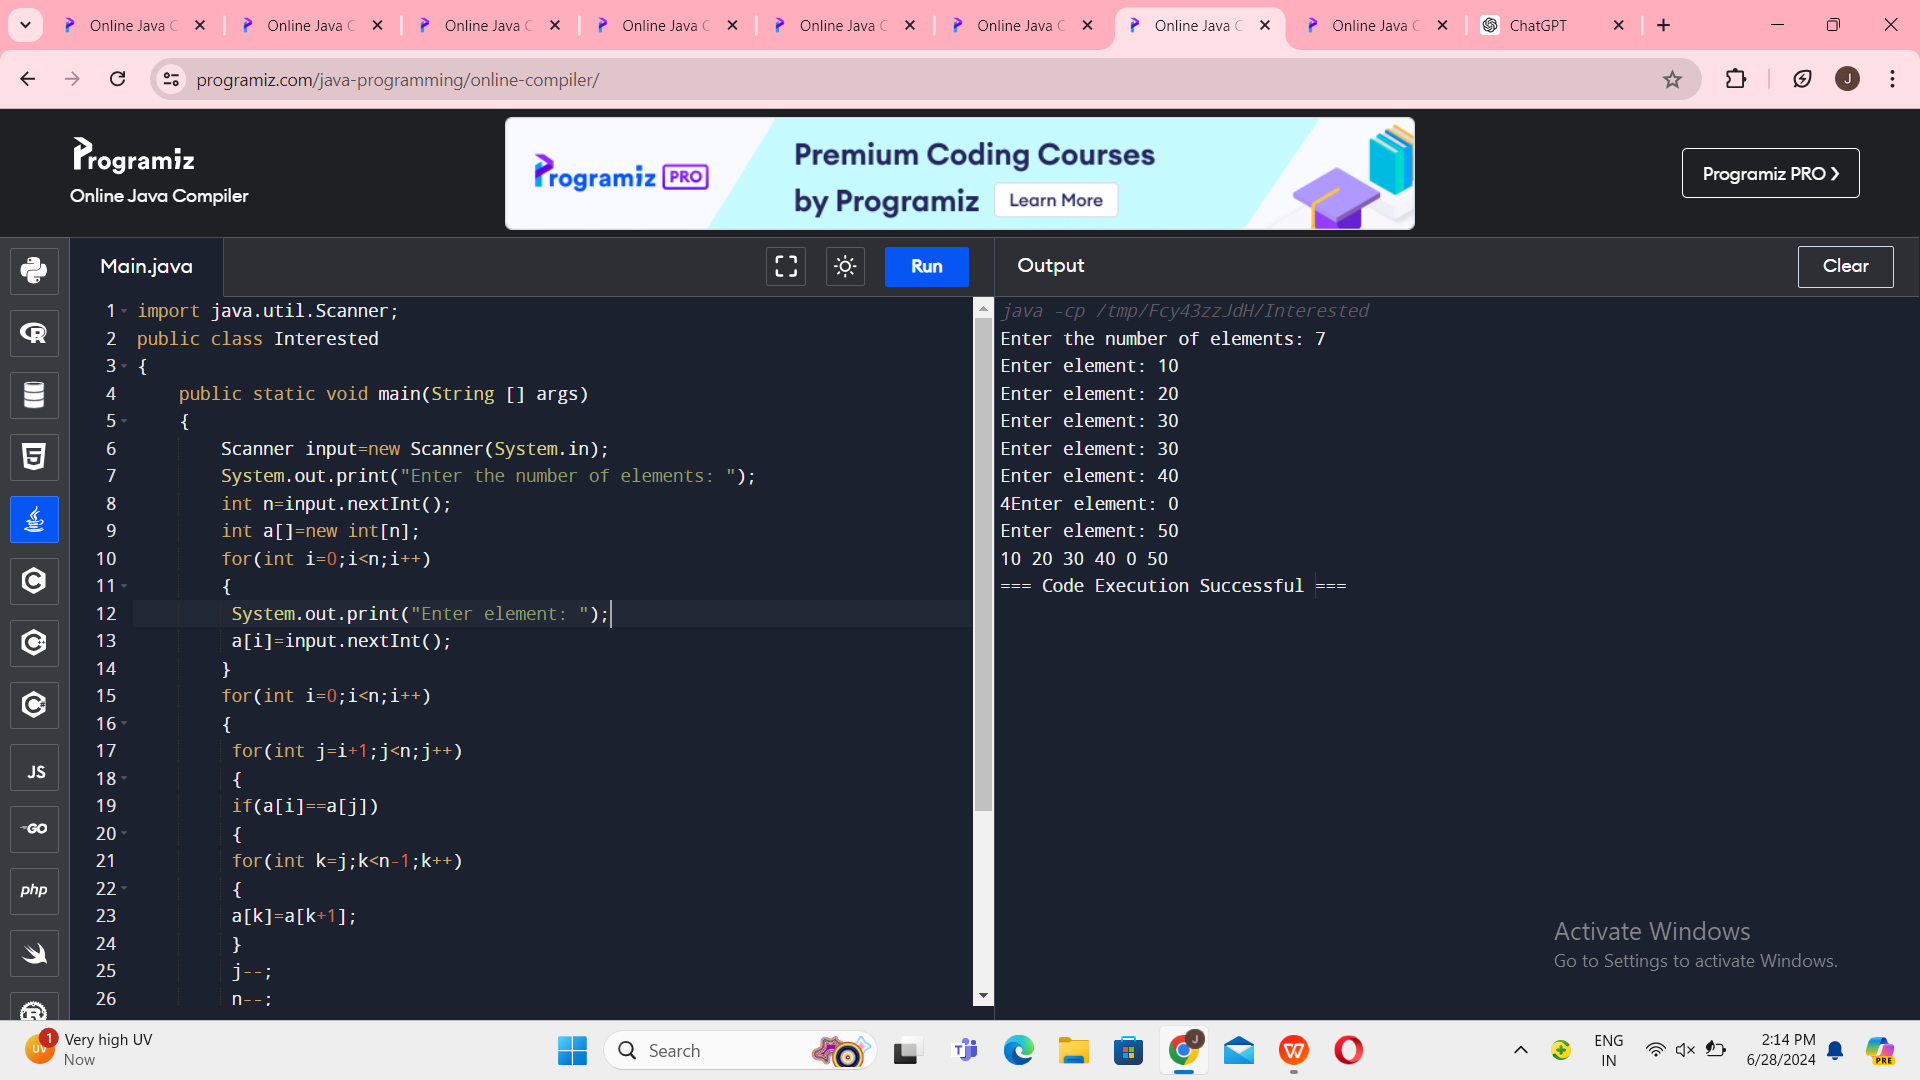 Online Java C
Online Java C
Online Java C
Online Java C
Online Java C
Online Java C
Online Java C
Online Java C
ChatGPT
programiz.com/java-programming/online-compiler/
J
Programiz
Online Java Compiler
Programiz PRO
Premium Coding Courses
by Programiz
Learn More
Programiz PRO ❯
Main.java
Run
Output
Clear
1 import java.util.Scanner;
2 public class Interested
3 {
4 public static void main(String [] args)
5 {
6 Scanner input=new Scanner(System.in);
7 System.out.print("Enter the number of elements: ");
8 int n=input.nextInt();
9 int a[]=new int[n];
10 for(int i=0;i<n;i++)
11 {
12 System.out.print("Enter element: ");
13 a[i]=input.nextInt();
14 }
15 for(int i=0;i<n;i++)
16 {
17 for(int j=i+1;j<n;j++)
18 {
19 if(a[i]==a[j])
20 {
21 for(int k=j;k<n-1;k++)
22 {
23 a[k]=a[k+1];
24 }
25 j--;
26 n--;
java -cp /tmp/Fcy43zzJdH/Interested
Enter the number of elements: 7
Enter element: 10
Enter element: 20
Enter element: 30
Enter element: 30
Enter element: 40
4Enter element: 0
Enter element: 50
10 20 30 40 0 50
=== Code Execution Successful ===
JS
GO
php
Activate Windows
Go to Settings to activate Windows.
UV
1
Very high UV
Now
Search
J
ENG
IN
2:14 PM
6/28/2024
PRE